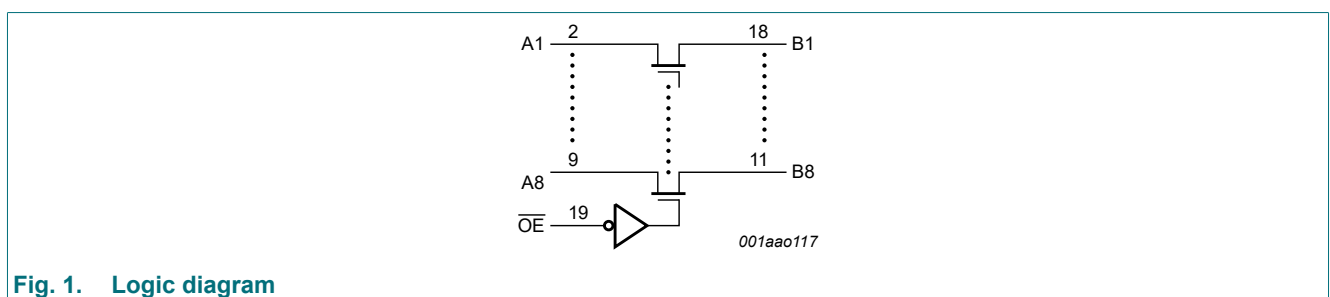 A1 2 18 B1
9 11 B8
A8
OE 19
001aao117
Fig. 1. Logic diagram